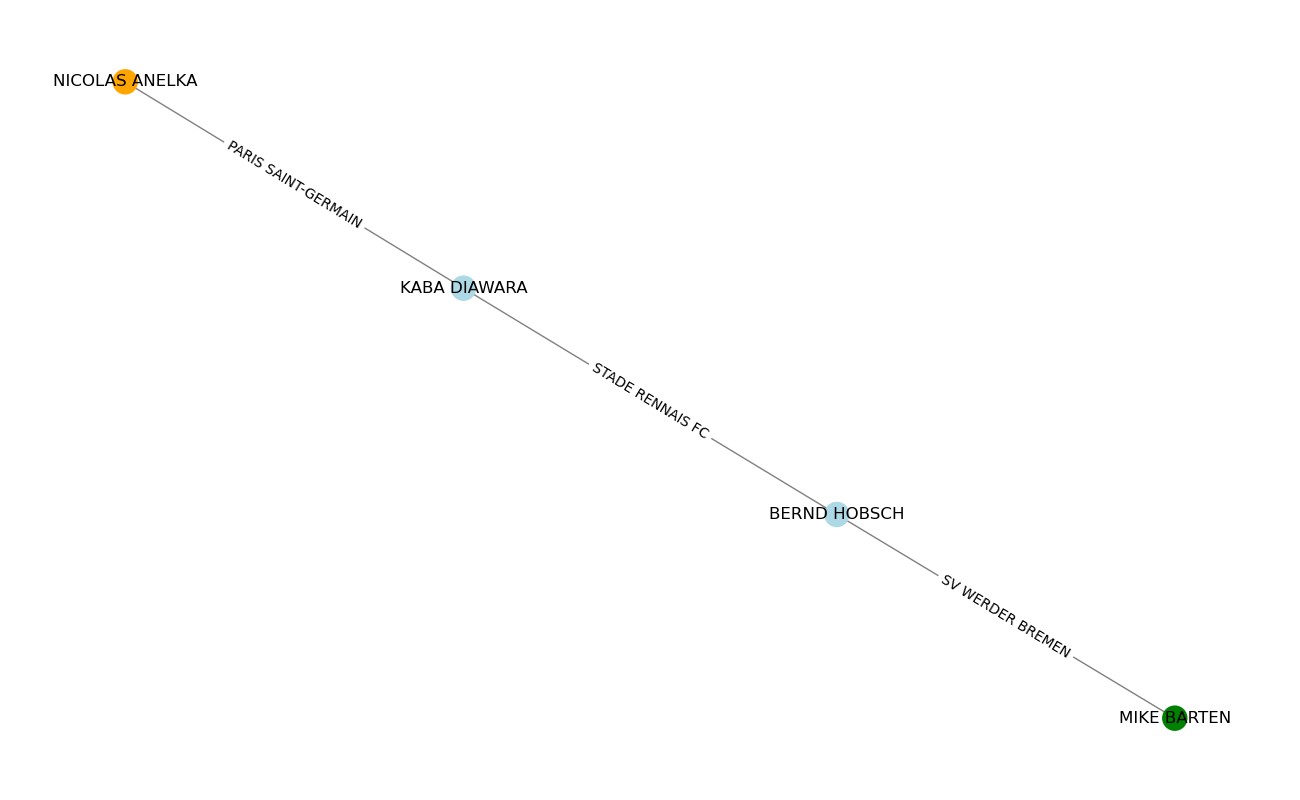 NICOLAS ANELKA
PARIS SAINT-GERMAIN
KABA DIAWARA
STADE RENNAIS FC
BERND HOBSCH
SV WERDER BREMEN
MIKE BARTEN